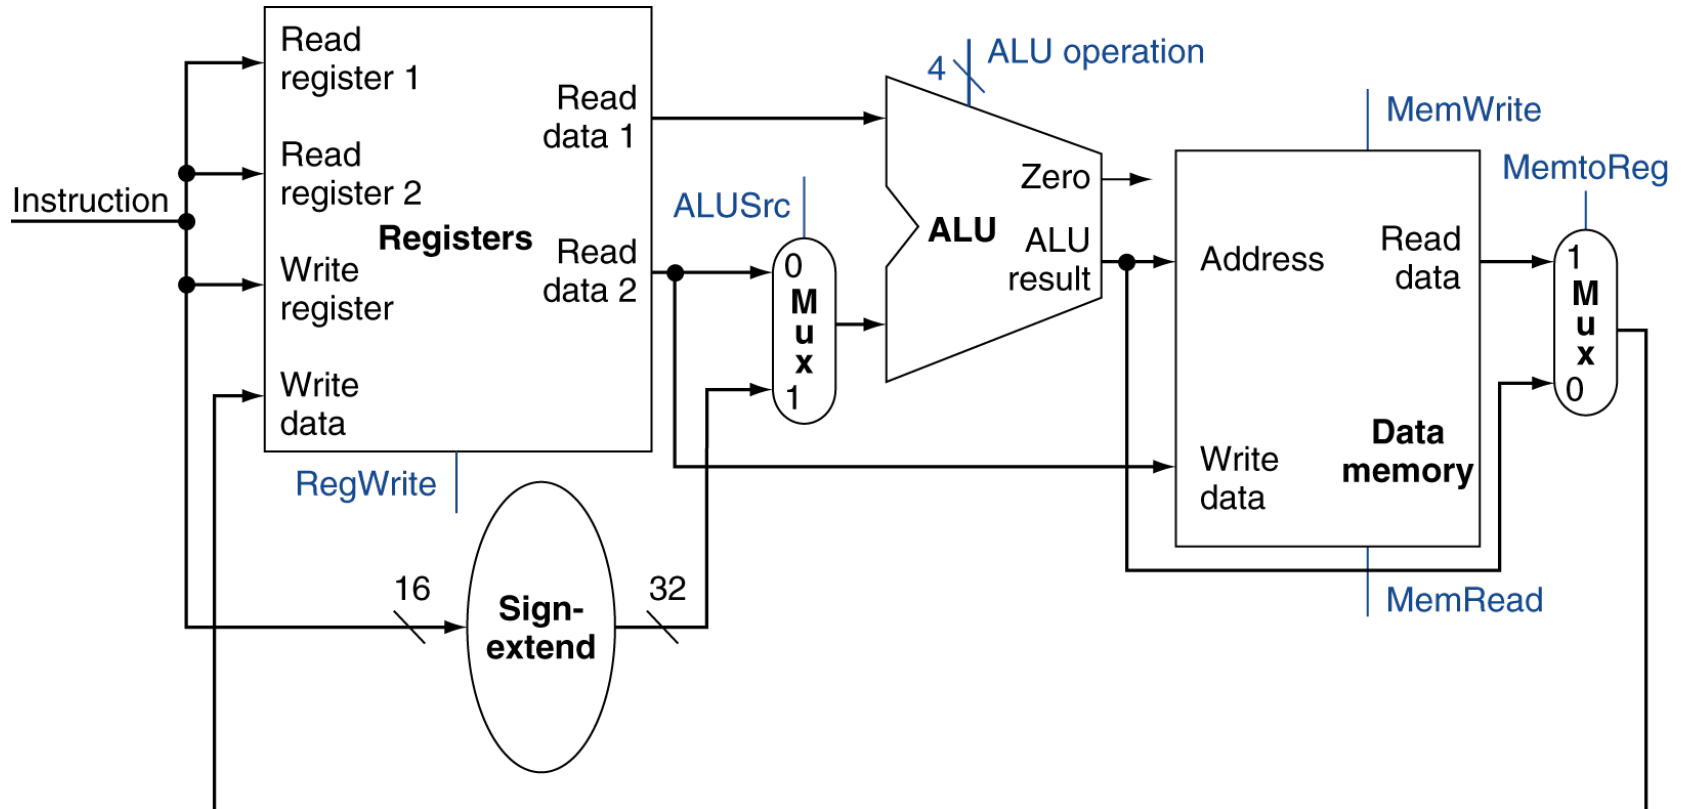 Instruction
Read
register 1
Read
register 2
Registers
Write
register
Write
data
Read
data 1
Read
data 2
RegWrite
16
Sign-
extend
32
ALUSrc
0
M
u
x
1
4
ALU operation
Zero
ALU
ALU
result
MemWrite
Address
Read
data
Write
data
Data
memory
MemRead
MemtoReg
1
M
u
x
0